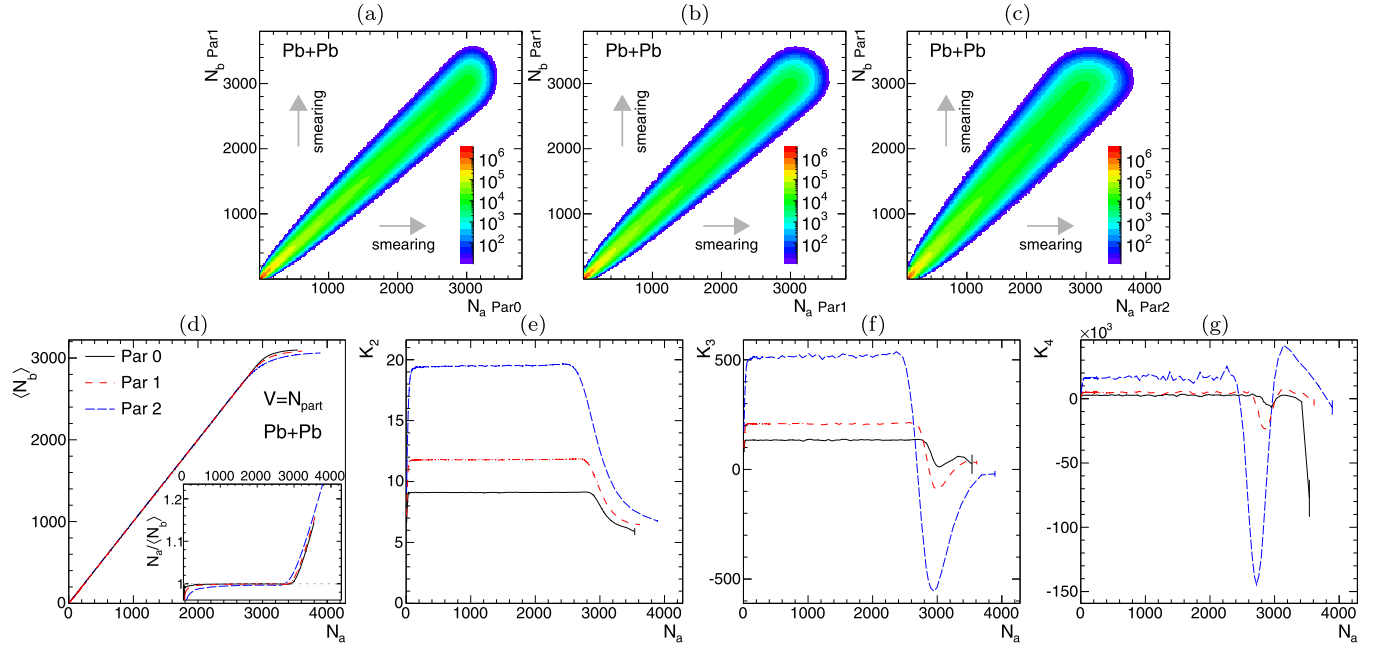 (a)
N_b Par1
Pb+Pb
smearing
smearing
3000
2000
1000
10^6
10^5
10^4
10^3
10^2
1000 2000 3000
N_a Par0
(b)
N_b Par1
Pb+Pb
smearing
smearing
3000
2000
1000
10^6
10^5
10^4
10^3
10^2
1000 2000 3000
N_a Par1
(c)
N_b Par1
Pb+Pb
smearing
smearing
3000
2000
1000
10^6
10^5
10^4
10^3
10^2
1000 2000 3000 4000
N_a Par2
(d)
⟨N_b⟩
3000
2000
1000
0
Par 0
Par 1
Par 2
V=N_part
Pb+Pb
0 1000 2000 3000 4000
N_a/⟨N_b⟩
1.2
1.1
1
0 1000 2000 3000 4000
N_a
(e)
K_2
20
15
10
5
0
0 1000 2000 3000 4000
N_a
(f)
K_3
500
0
-500
0 1000 2000 3000 4000
N_a
(g)
×10^3
K_4
0
-50
-100
-150
0 1000 2000 3000 4000
N_a